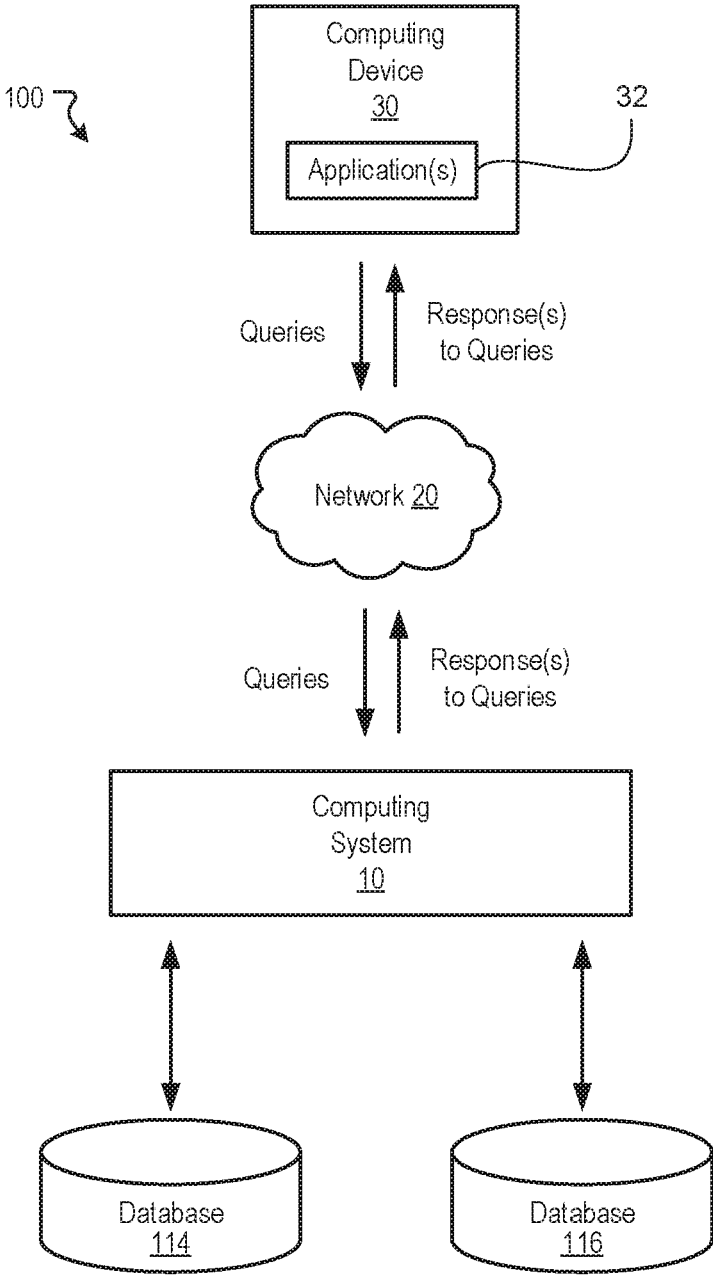 100
Computing
Device
30
32
Application(s)
Queries
Response(s)
to Queries
Network 20
Queries
Response(s)
to Queries
Computing
System
10
Database
114
Database
116